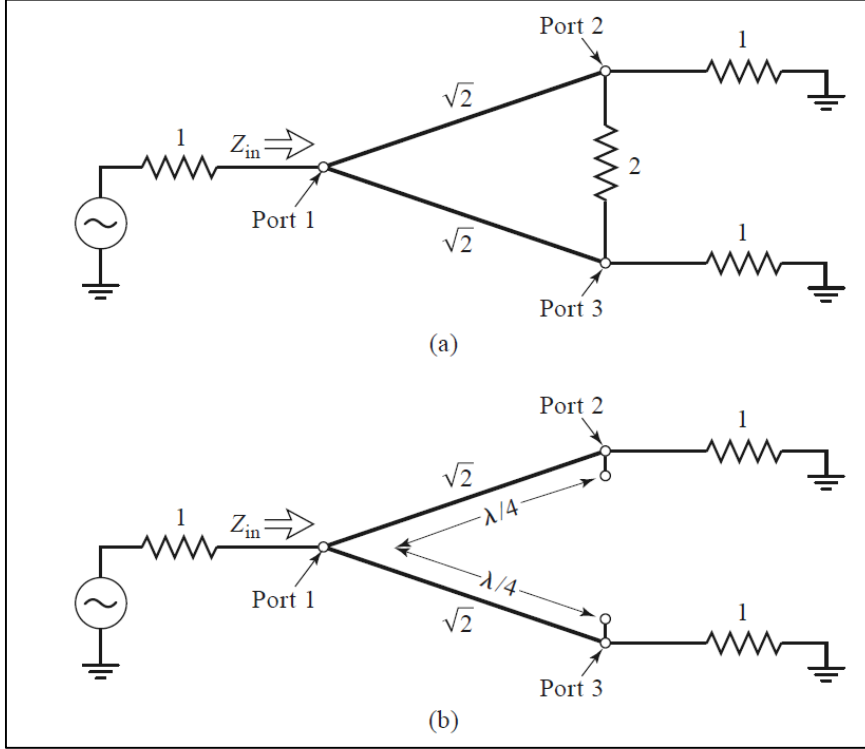 Port 2
1
√2
1
Z_in
2
Port 1
√2
1
Port 3
(a)
Port 2
1
√2
λ/4
1
Z_in
Port 1
λ/4
√2
1
Port 3
(b)